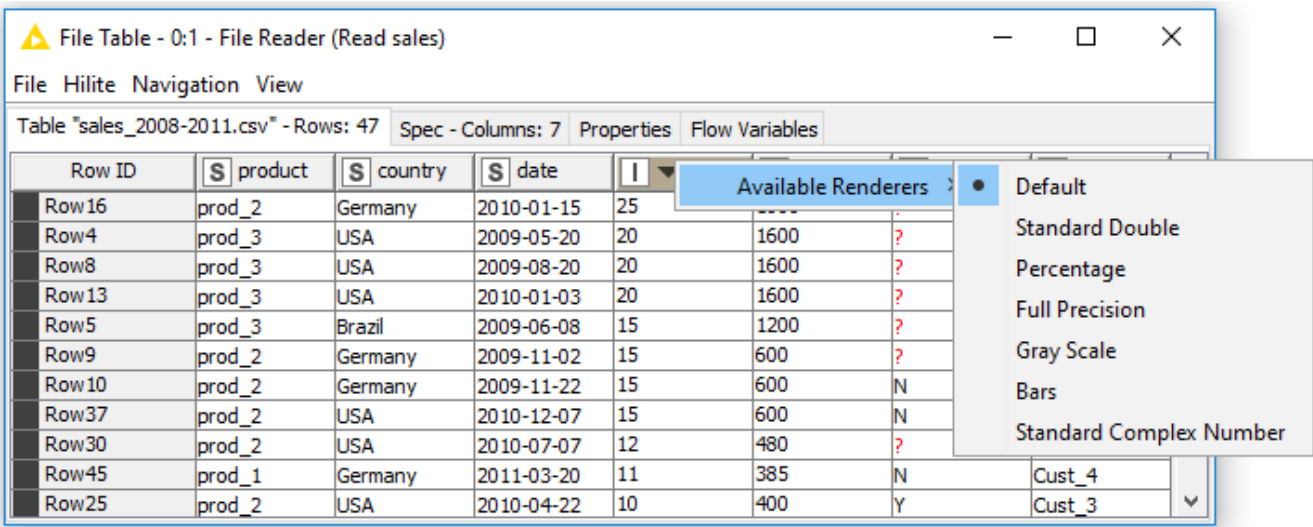 File Table - 0:1 - File Reader (Read sales)
File Hilite Navigation View
Table "sales_2008-2011.csv" - Rows: 47 Spec - Columns: 7 Properties Flow Variables
Row ID S product S country S date I
Available Renderers
Default
Standard Double
Percentage
Full Precision
Gray Scale
Bars
Standard Complex Number
Row16 prod_2 Germany 2010-01-15 25 ?
Row4 prod_3 USA 2009-05-20 20 1600 ?
Row8 prod_3 USA 2009-08-20 20 1600 ?
Row13 prod_3 USA 2010-01-03 20 1600 ?
Row5 prod_3 Brazil 2009-06-08 15 1200 ?
Row9 prod_2 Germany 2009-11-02 15 600 ?
Row10 prod_2 Germany 2009-11-22 15 600 N
Row37 prod_2 USA 2010-12-07 15 600 N
Row30 prod_2 USA 2010-07-07 12 480 ?
Row45 prod_1 Germany 2011-03-20 11 385 N Cust_4
Row25 prod_2 USA 2010-04-22 10 400 Y Cust_3